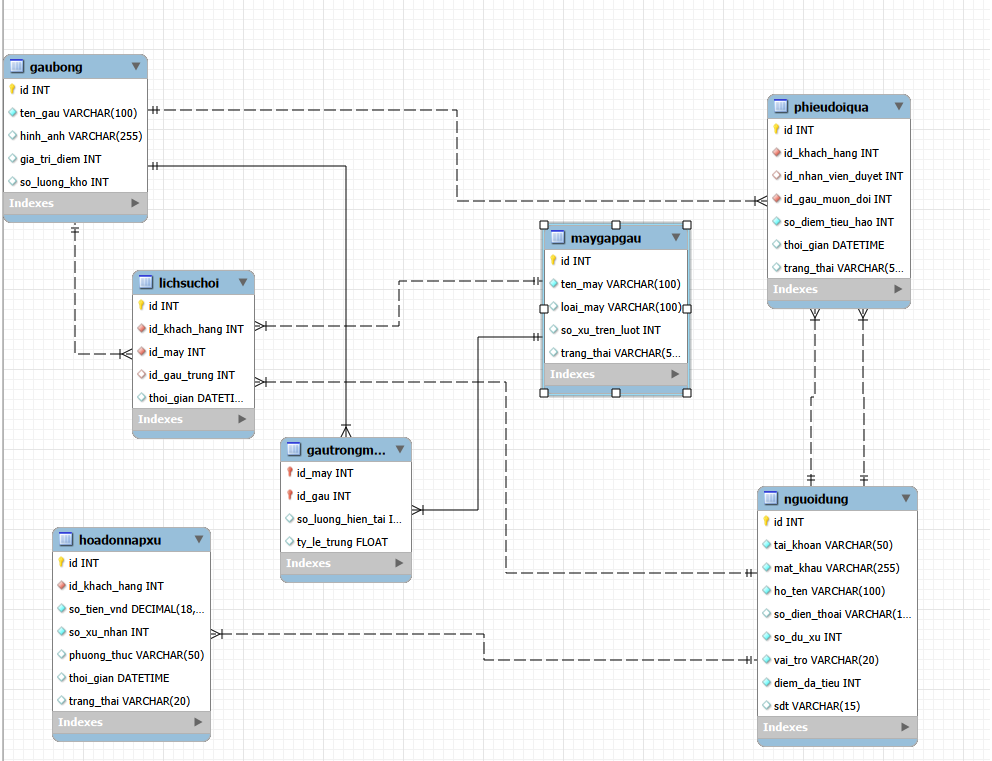 gaubong
id INT
ten_gau VARCHAR(100)
hinh_anh VARCHAR(255)
gia_tri_diem INT
so_luong_kho INT
Indexes
phieudoiqua
id INT
id_khach_hang INT
id_nhan_vien_duyet INT
id_gau_muon_doi INT
so_diem_tieu_hao INT
thoi_gian DATETIME
trang_thai VARCHAR(5...
Indexes
maygapgau
id INT
ten_may VARCHAR(100)
loai_may VARCHAR(100)
so_xu_tren_luot INT
trang_thai VARCHAR(5...
Indexes
lichsuchoi
id INT
id_khach_hang INT
id_may INT
id_gau_trung INT
thoi_gian DATETI...
Indexes
gautrongm...
id_may INT
id_gau INT
so_luong_hien_tai I...
ty_le_trung FLOAT
Indexes
nguoidung
id INT
tai_khoan VARCHAR(50)
mat_khau VARCHAR(255)
ho_ten VARCHAR(100)
so_dien_thoai VARCHAR(1...
so_du_xu INT
vai_tro VARCHAR(20)
diem_da_tieu INT
sdt VARCHAR(15)
Indexes
hoadonnapxu
id INT
id_khach_hang INT
so_tien_vnd DECIMAL(18,...
so_xu_nhan INT
phuong_thuc VARCHAR(50)
thoi_gian DATETIME
trang_thai VARCHAR(20)
Indexes